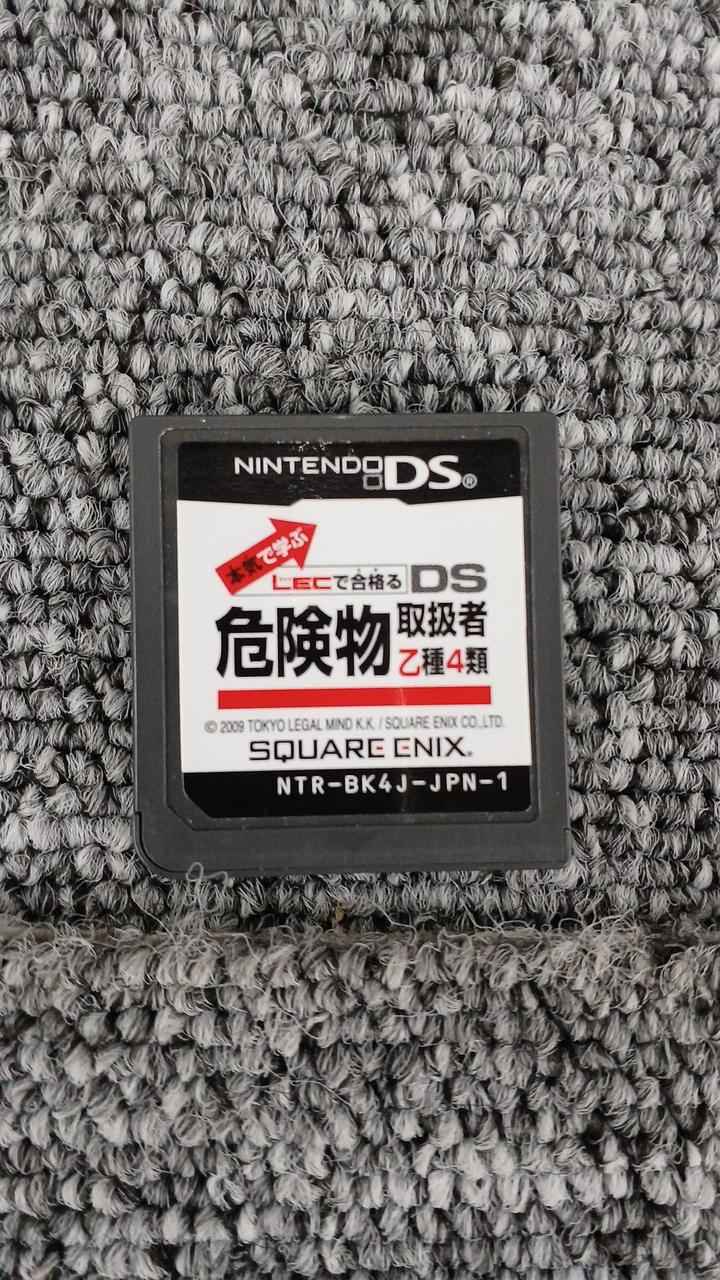 NINTENDO DS®
本気で学ぶ
LECで合格る DS
危険物取扱者
乙種4類
© 2009 TOKYO LEGAL MIND K.K. / SQUARE ENIX CO.,LTD.
SQUARE ENIX.
NTR-BK4J-JPN-1